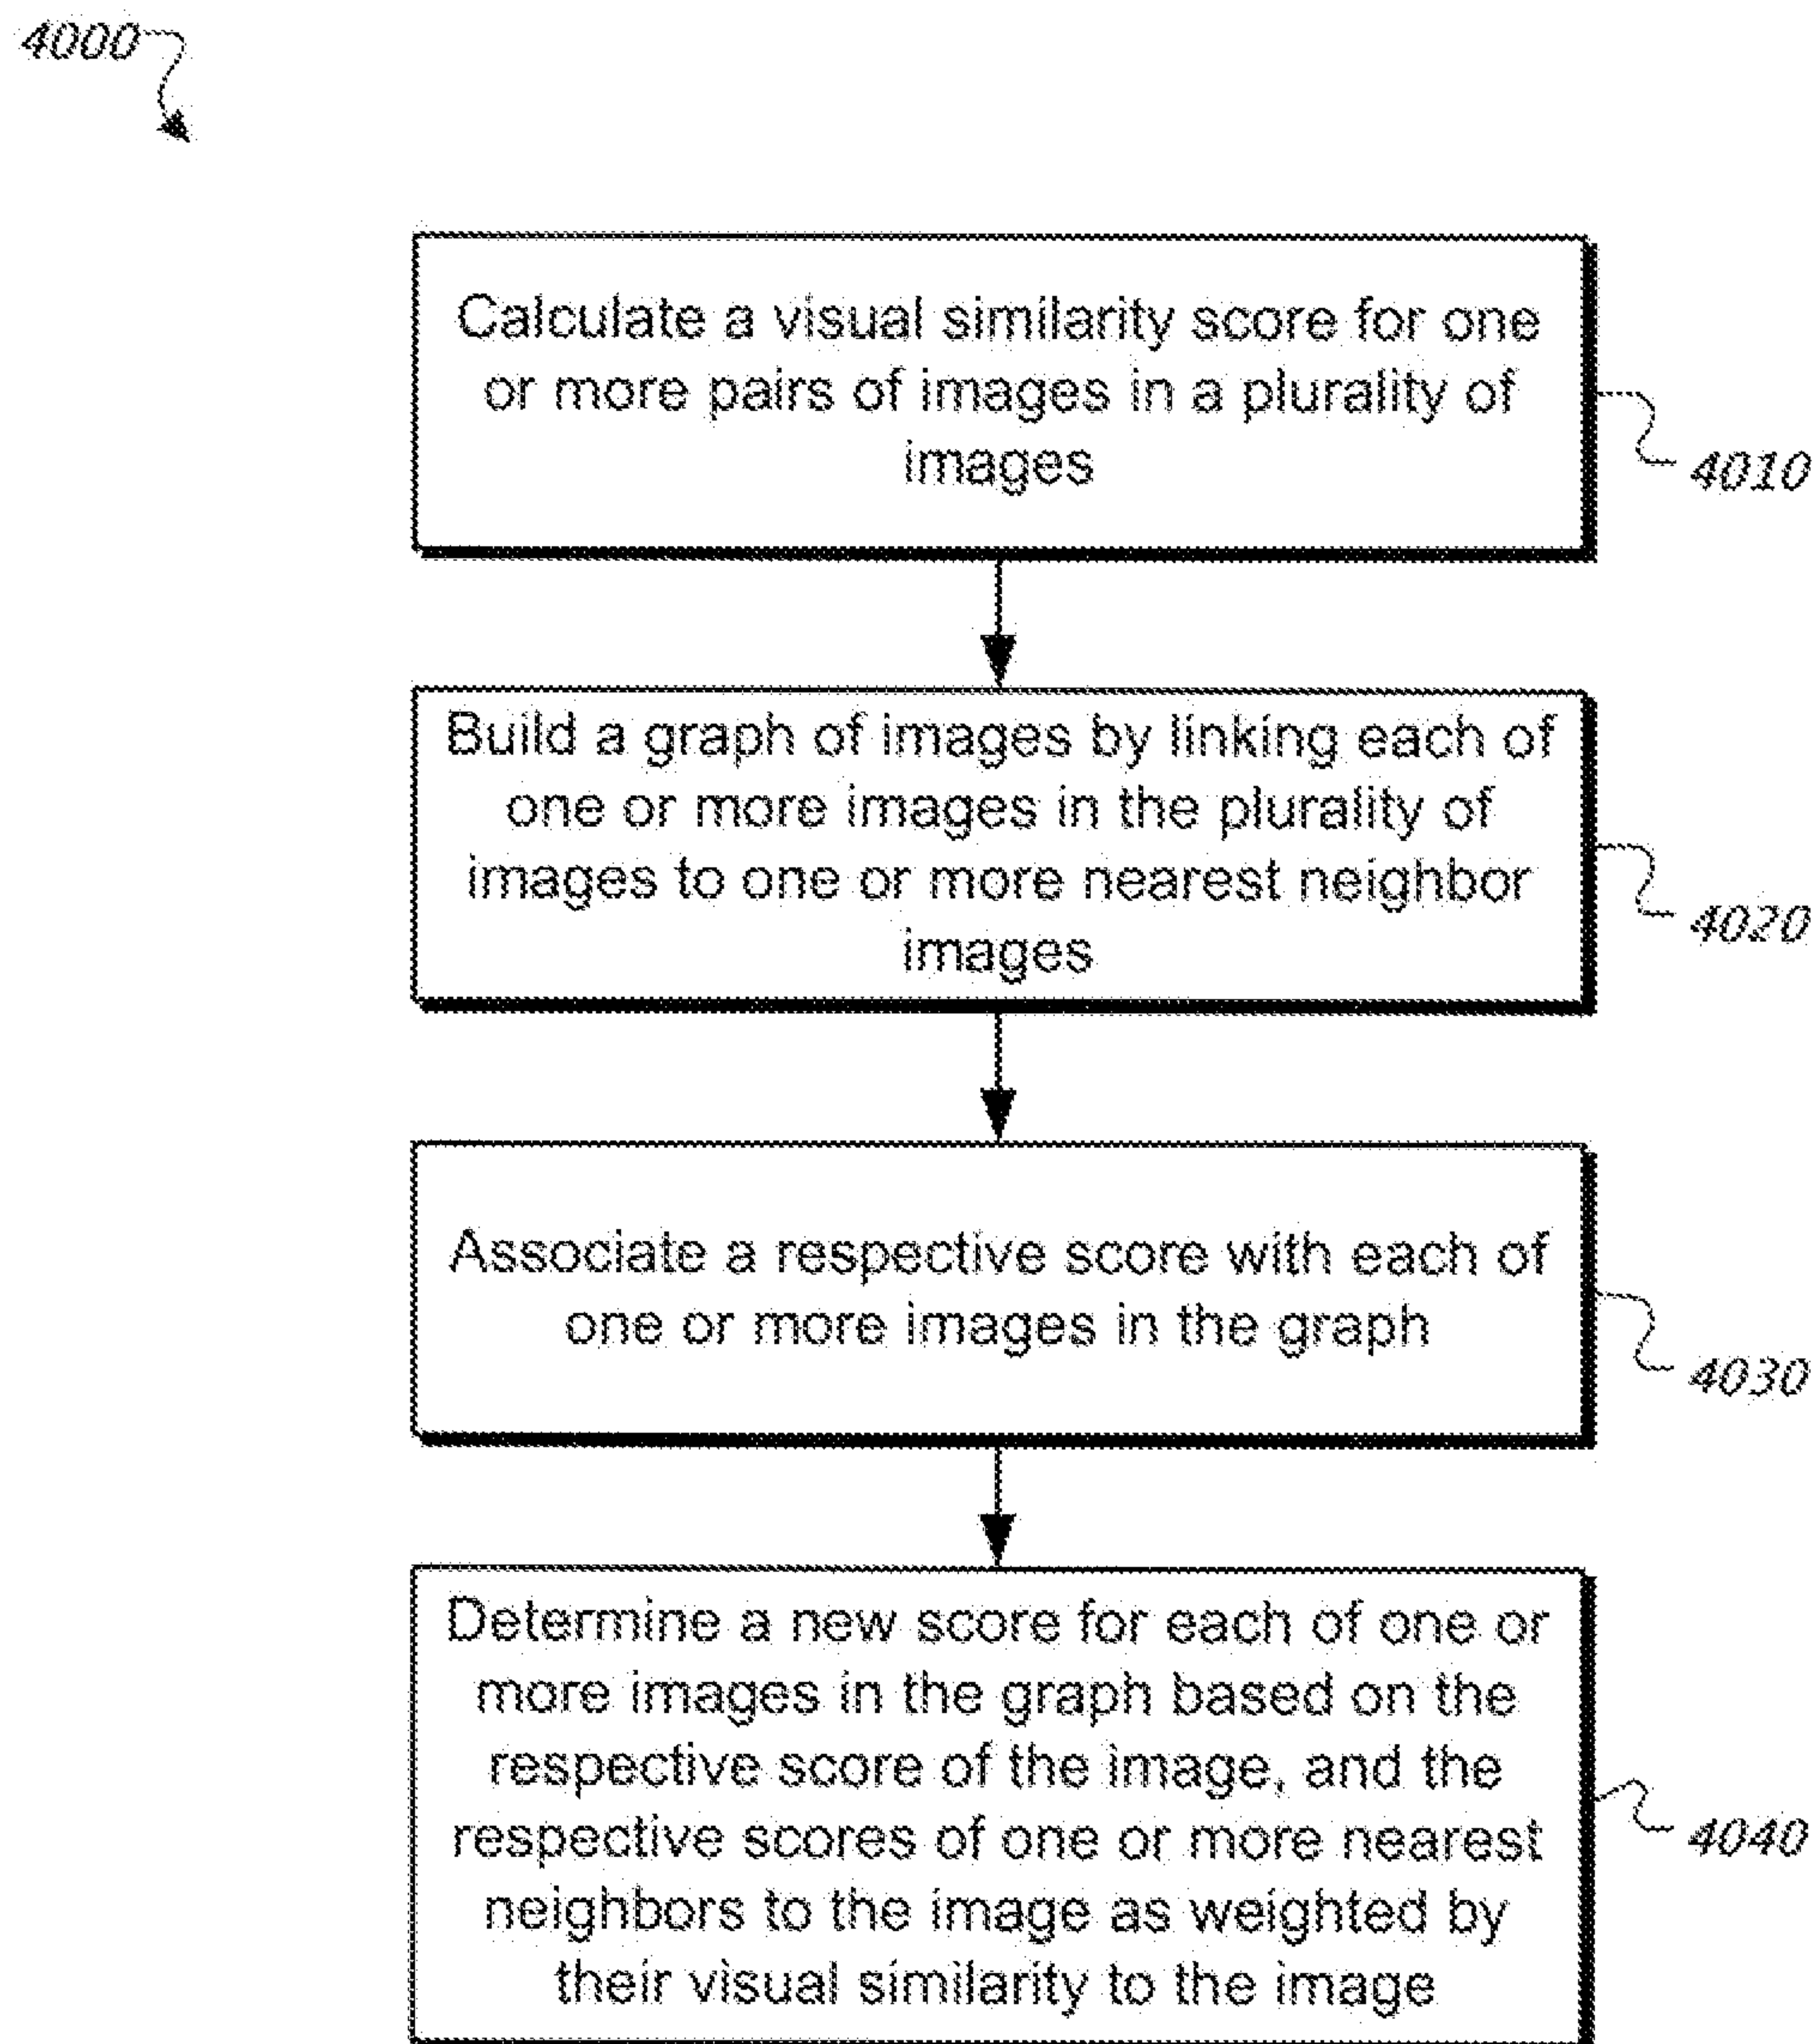 4000
Calculate a visual similarity score for one
or more pairs of images in a plurality of
images
4010
Build a graph of images by linking each of
one or more images in the plurality of
images to one or more nearest neighbor
images
4020
Associate a respective score with each of
one or more images in the graph
4030
Determine a new score for each of one or
more images in the graph based on the
respective score of the image, and the
respective scores of one or more nearest
neighbors to the image as weighted by
their visual similarity to the image
4040